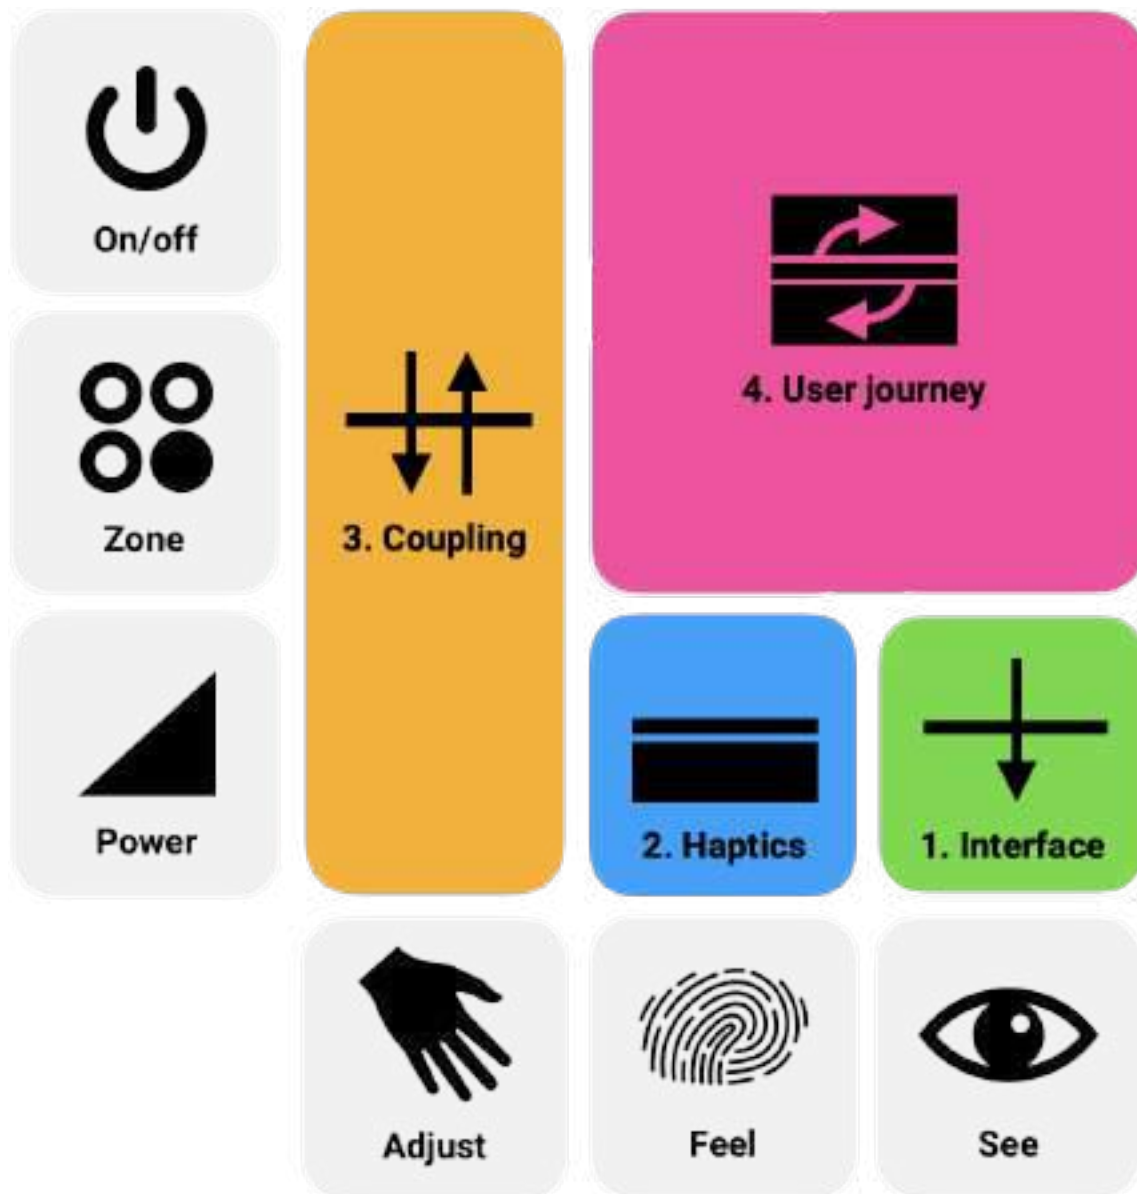 On/off
4. User journey
Zone
3. Coupling
Power
2. Haptics
1. Interface
Adjust
Feel
See